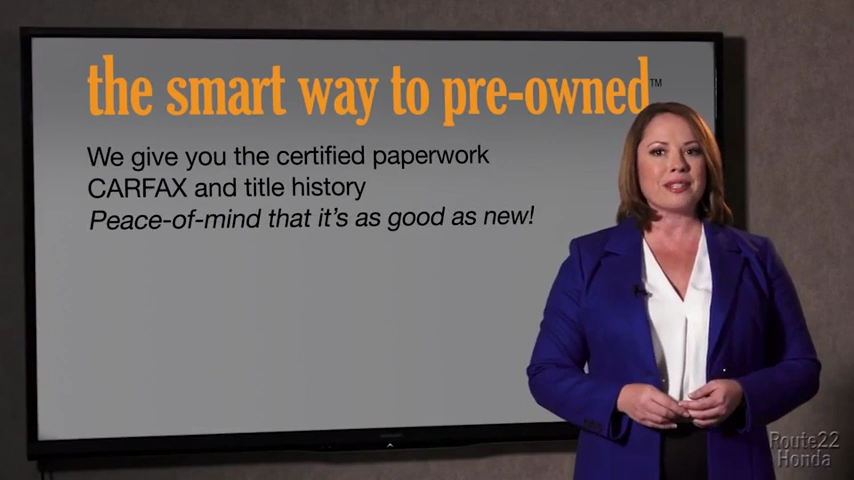 the smart way to pre-owned™
We give you the certified paperwork
CARFAX and title history
Peace-of-mind that it's as good as new!
Route22
Honda